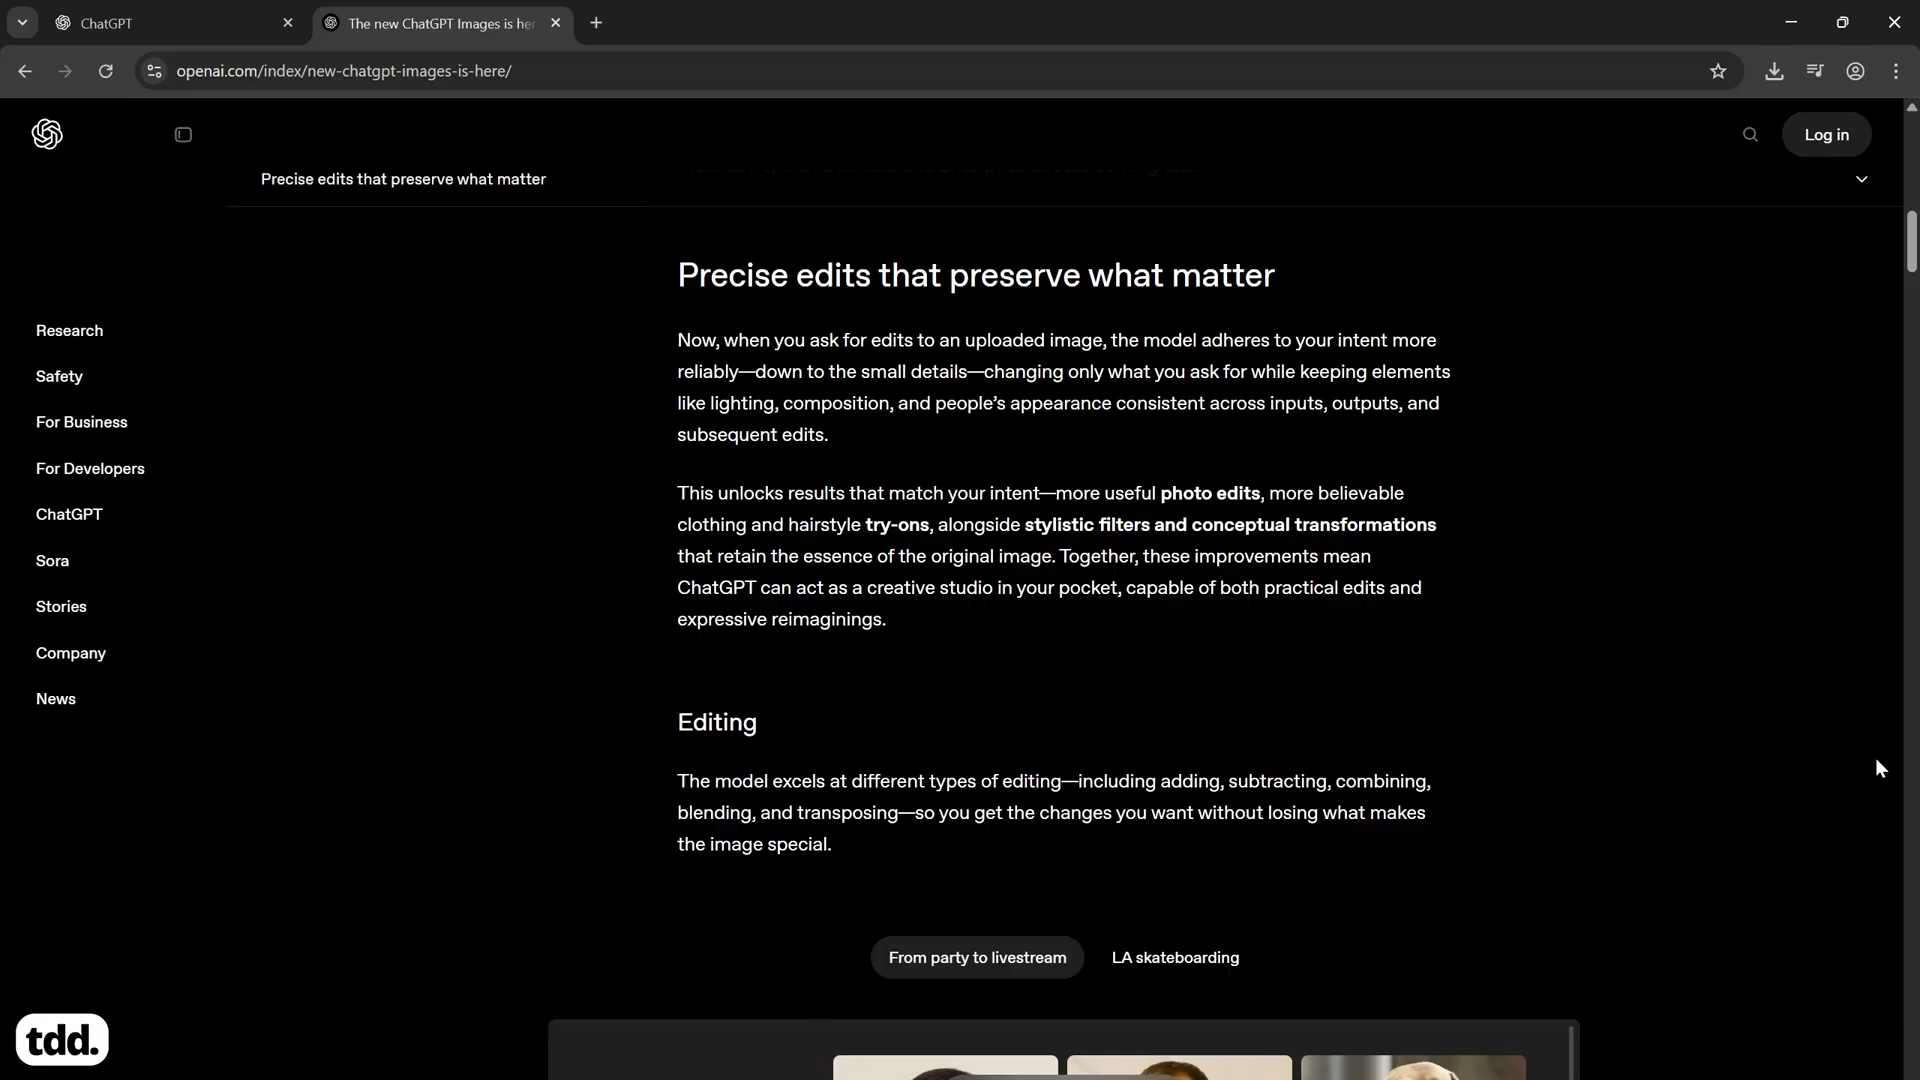 ChatGPT
The new ChatGPT Images is her
openai.com/index/new-chatgpt-images-is-here/
Log in
Precise edits that preserve what matter
Research
Safety
For Business
For Developers
ChatGPT
Sora
Stories
Company
News
Precise edits that preserve what matter
Now, when you ask for edits to an uploaded image, the model adheres to your intent more
reliably—down to the small details—changing only what you ask for while keeping elements
like lighting, composition, and people’s appearance consistent across inputs, outputs, and
subsequent edits.
This unlocks results that match your intent—more useful photo edits, more believable
clothing and hairstyle try-ons, alongside stylistic filters and conceptual transformations
that retain the essence of the original image. Together, these improvements mean
ChatGPT can act as a creative studio in your pocket, capable of both practical edits and
expressive reimaginings.
Editing
The model excels at different types of editing—including adding, subtracting, combining,
blending, and transposing—so you get the changes you want without losing what makes
the image special.
From party to livestream
LA skateboarding
tdd.